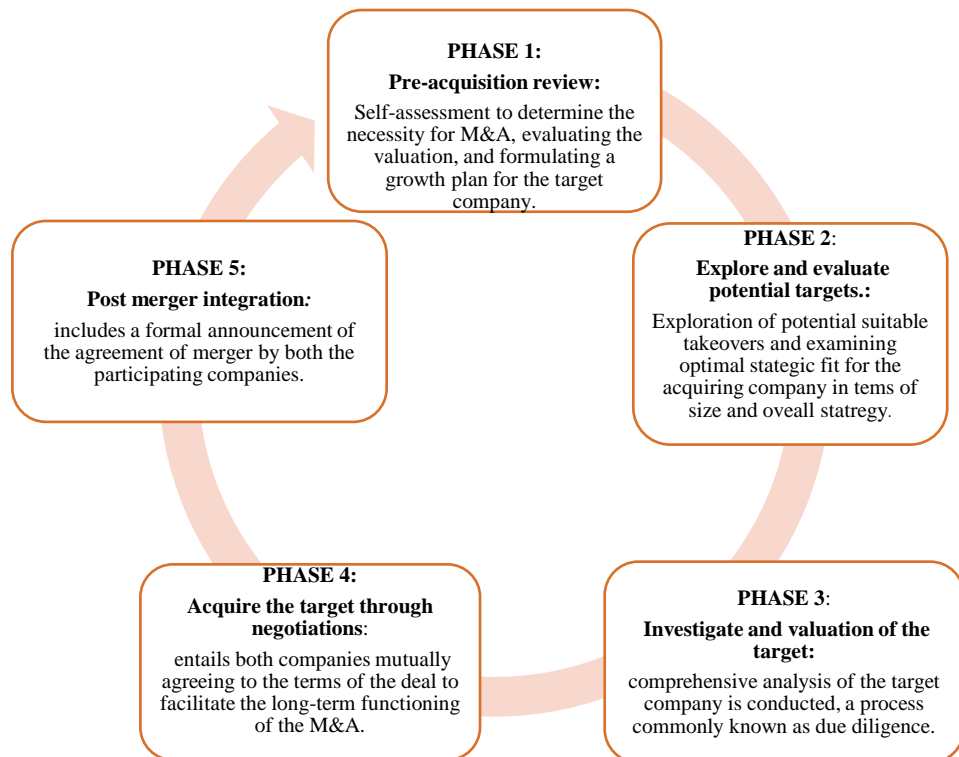 PHASE 1:
Pre-acquisition review:
Self-assessment to determine the
necessity for M&A, evaluating the
valuation, and formulating a
growth plan for the target
company.
PHASE 2:
Explore and evaluate
potential targets.:
Exploration of potential suitable
takeovers and examining
optimal stategic fit for the
acquiring company in tems of
size and oveall statregy.
PHASE 3:
Investigate and valuation of the
target:
comprehensive analysis of the target
company is conducted, a process
commonly known as due diligence.
PHASE 4:
Acquire the target through
negotiations:
entails both companies mutually
agreeing to the terms of the deal to
facilitate the long-term functioning
of the M&A.
PHASE 5:
Post merger integration:
includes a formal announcement of
the agreement of merger by both the
participating companies.